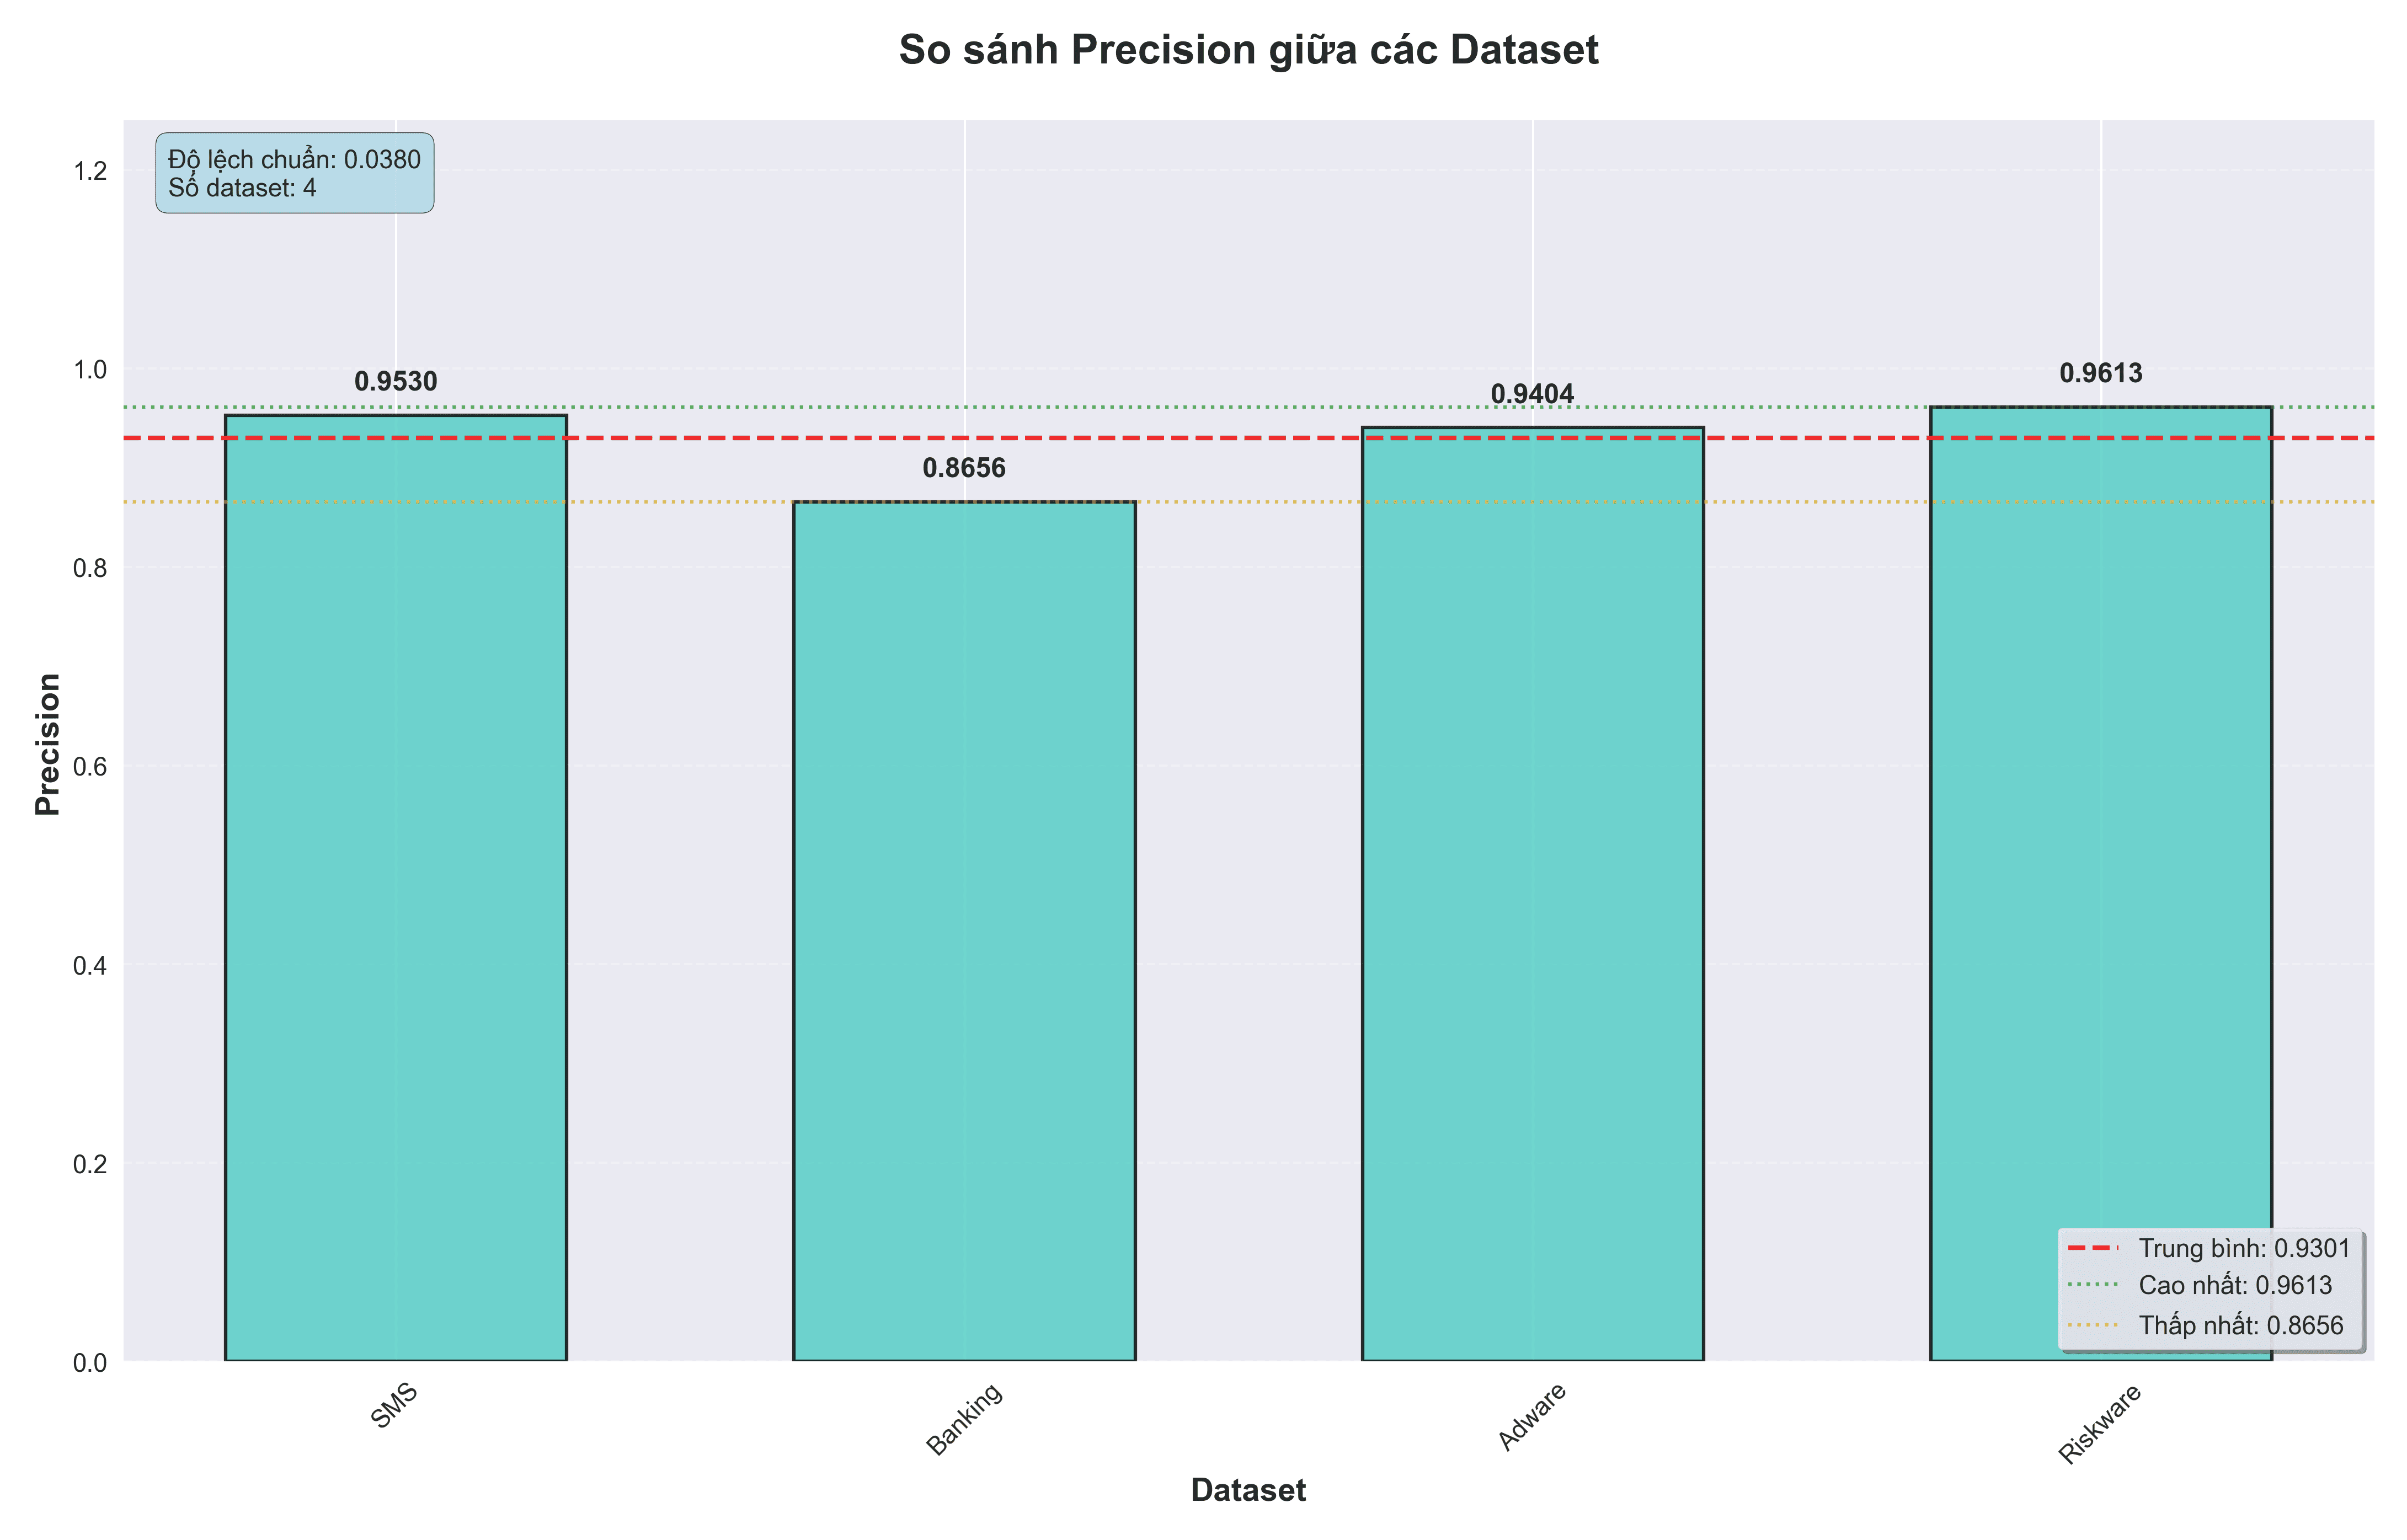 So sánh Precision giữa các Dataset
Độ lệch chuẩn: 0.0380
Số dataset: 4
1.2
1.0
0.8
0.6
0.4
0.2
0.0
Precision
0.9530
0.8656
0.9404
0.9613
Trung bình: 0.9301
Cao nhất: 0.9613
Thấp nhất: 0.8656
SMS
Banking
Adware
Riskware
Dataset